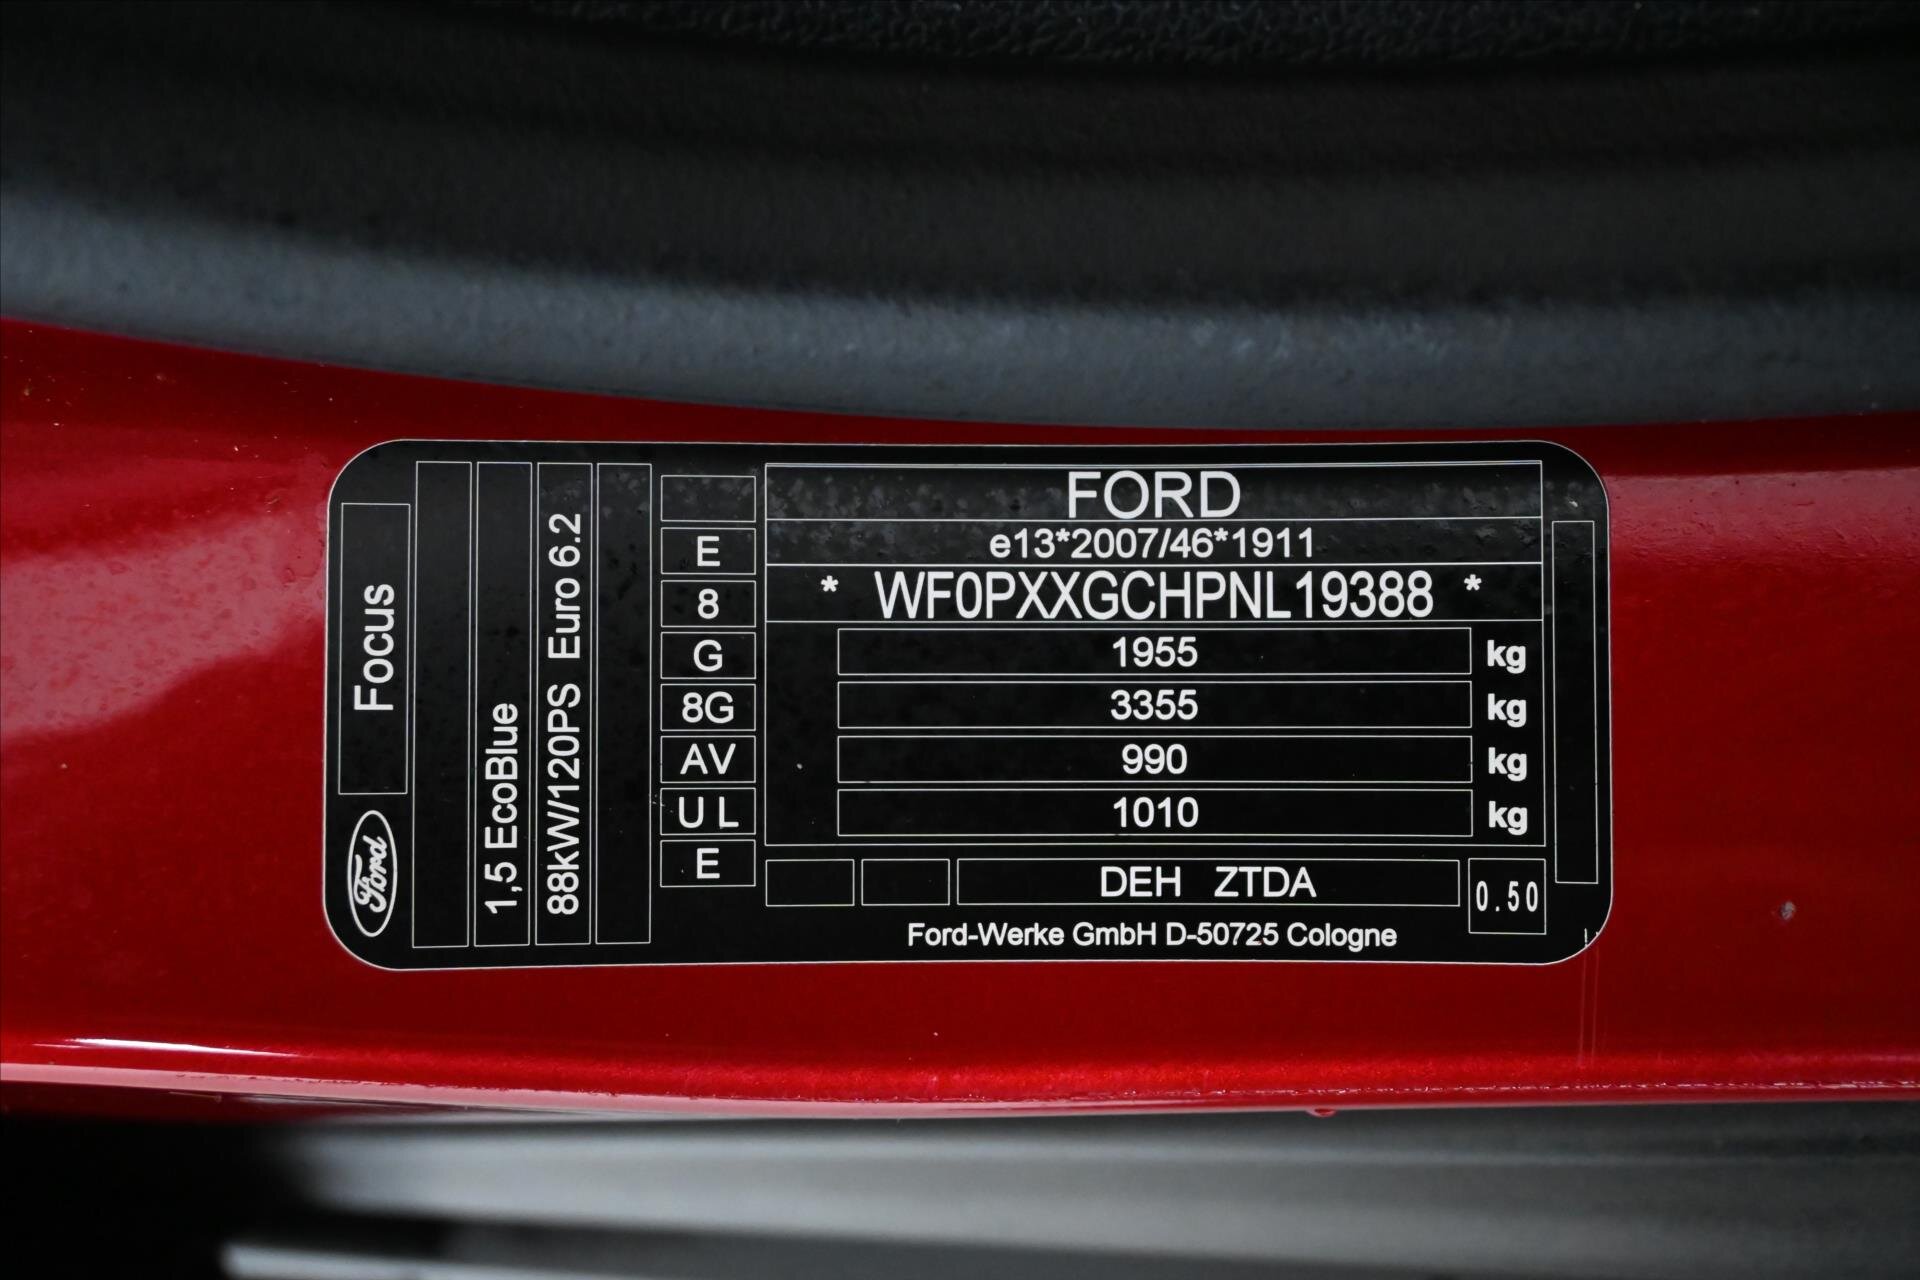 Focus
Ford
1,5 EcoBlue
88kW/120PS Euro 6.2
E
8
G
8G
AV
U L
E
FORD
e13*2007/46*1911
* WF0PXXGCHPNL19388 *
1955 kg
3355 kg
990 kg
1010 kg
DEH ZTDA
0.50
Ford-Werke GmbH D-50725 Cologne